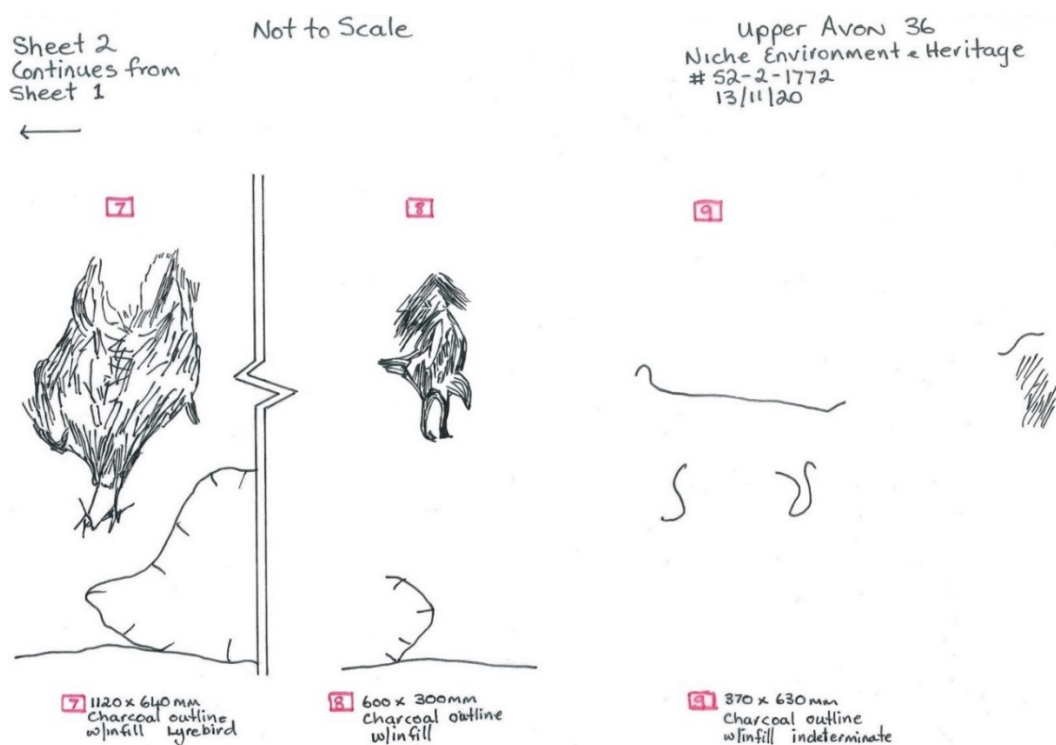 Sheet 2
Continues from
Sheet 1
Not to Scale
Upper Avon 36
Niche Environment & Heritage
# 52-2-1772
13/11/20
7
8
9
7 1120 x 640 mm
Charcoal outline
w/infill Lyrebird
8 600 x 300mm
Charcoal outline
w/infill
9 370 x 630mm
Charcoal outline
w/infill indeterminate